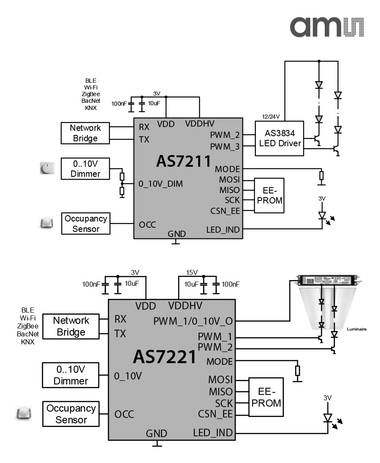 amu
BLE
Wi-Fi
ZigBee
BacNet
KNX
3V
100nF
10uF
VDD
VDDHV
12/24V
Network
Bridge
RX
TX
PWM_2
PWM_3
AS3834
LED Driver
AS7211
0..10V
Dimmer
0_10V_DIM
MODE
MOSI
MISO
SCK
CSN_EE
EE-
PROM
3V
Occupancy
Sensor
OCC
GND
LED_IND
3V
15V
100nF
10uF
10uF
100nF
VDD
VDDHV
BLE
Wi-Fi
ZigBee
BacNet
KNX
Network
Bridge
RX
TX
PWM_1/0_10V_O
PWM_1
PWM_2
Luminaire
AS7221
MODE
0..10V
Dimmer
0_10V
MOSI
MISO
SCK
CSN_EE
EE-
PROM
3V
Occupancy
Sensor
OCC
GND
LED_IND